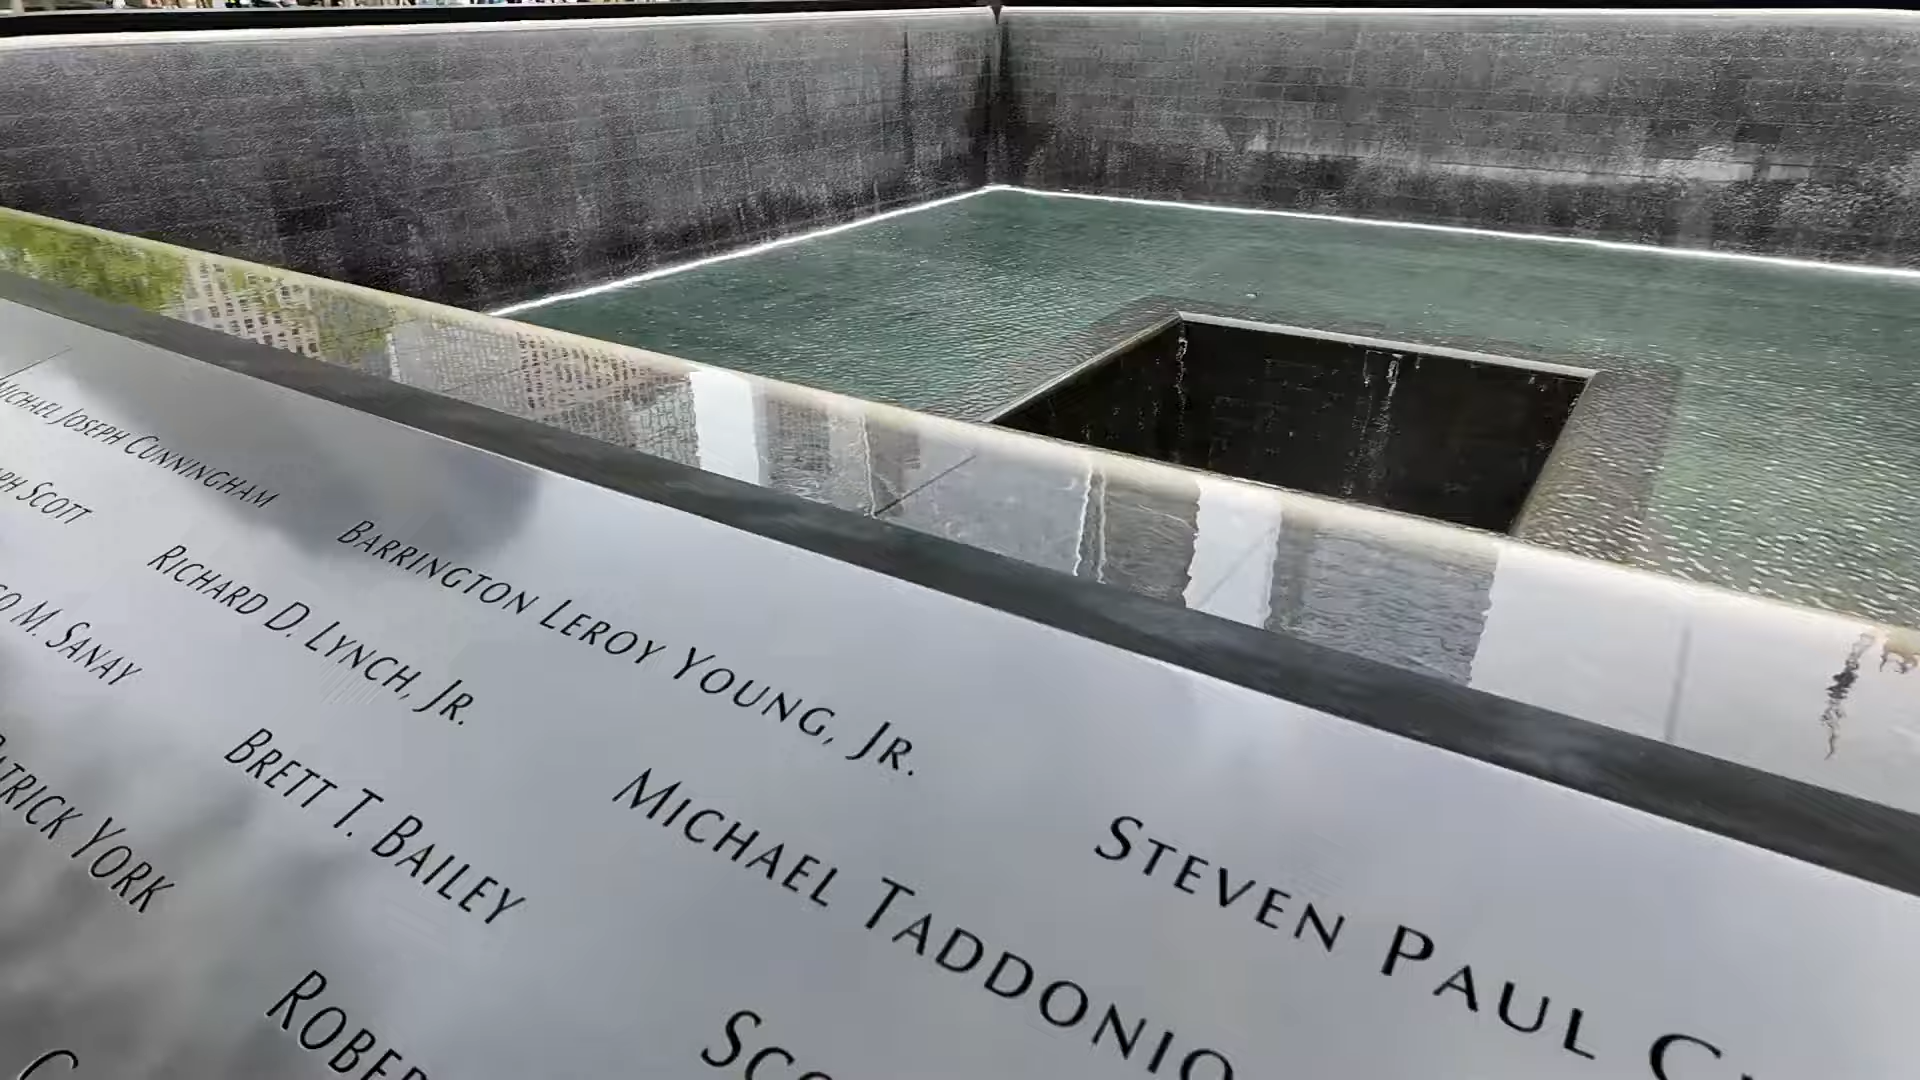 MICHAEL JOSEPH CUNNINGHAM BARRINGTON LEROY YOUNG, JR. STEVEN PAUL
SCOTT RICHARD D. LYNCH, JR. MICHAEL TADDONIO
M. SANAY BRETT T. BAILEY
YORK